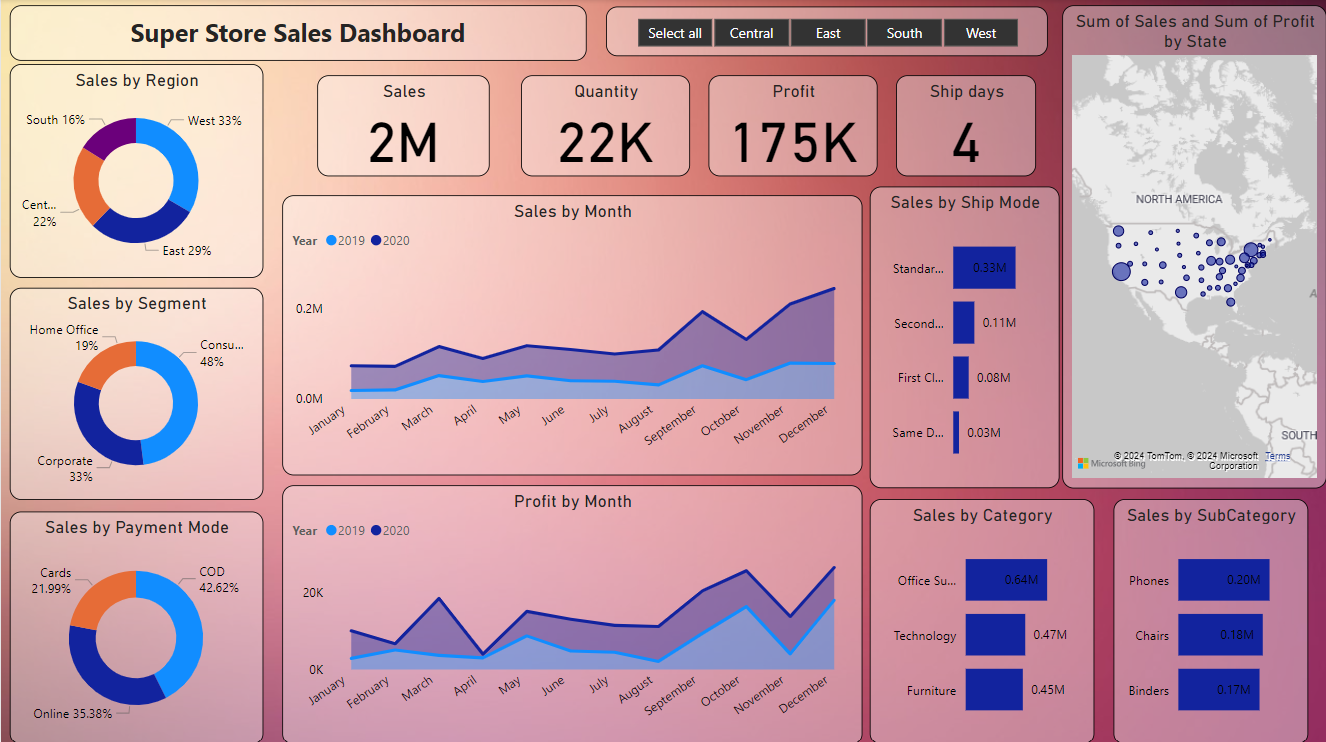 Super Store Sales Dashboard
Select all
Central
East
South
West
Sum of Sales and Sum of Profit
by State
Sales by Region
South 16%
West 33%
Cent...
22%
East 29%
Sales
2M
Quantity
22K
Profit
175K
Ship days
4
Sales by Segment
Home Office
19%
Consu...
48%
Corporate
33%
Sales by Payment Mode
Cards
21.99%
COD
42.62%
Online 35.38%
Sales by Month
Year 2019 2020
0.2M
0.0M
January
February
March
April
May
June
July
August
September
October
November
December
Profit by Month
Year 2019 2020
20K
0K
January
February
March
April
May
June
July
August
September
October
November
December
Sales by Ship Mode
Standar... 0.33M
Second... 0.11M
First Cl... 0.08M
Same D... 0.03M
NORTH AMERICA
A
SOUTH
© 2024 TomTom, © 2024 Microsoft Corporation Terms
Microsoft Bing
Sales by Category
Office Su... 0.64M
Technology 0.47M
Furniture 0.45M
Sales by SubCategory
Phones 0.20M
Chairs 0.18M
Binders 0.17M